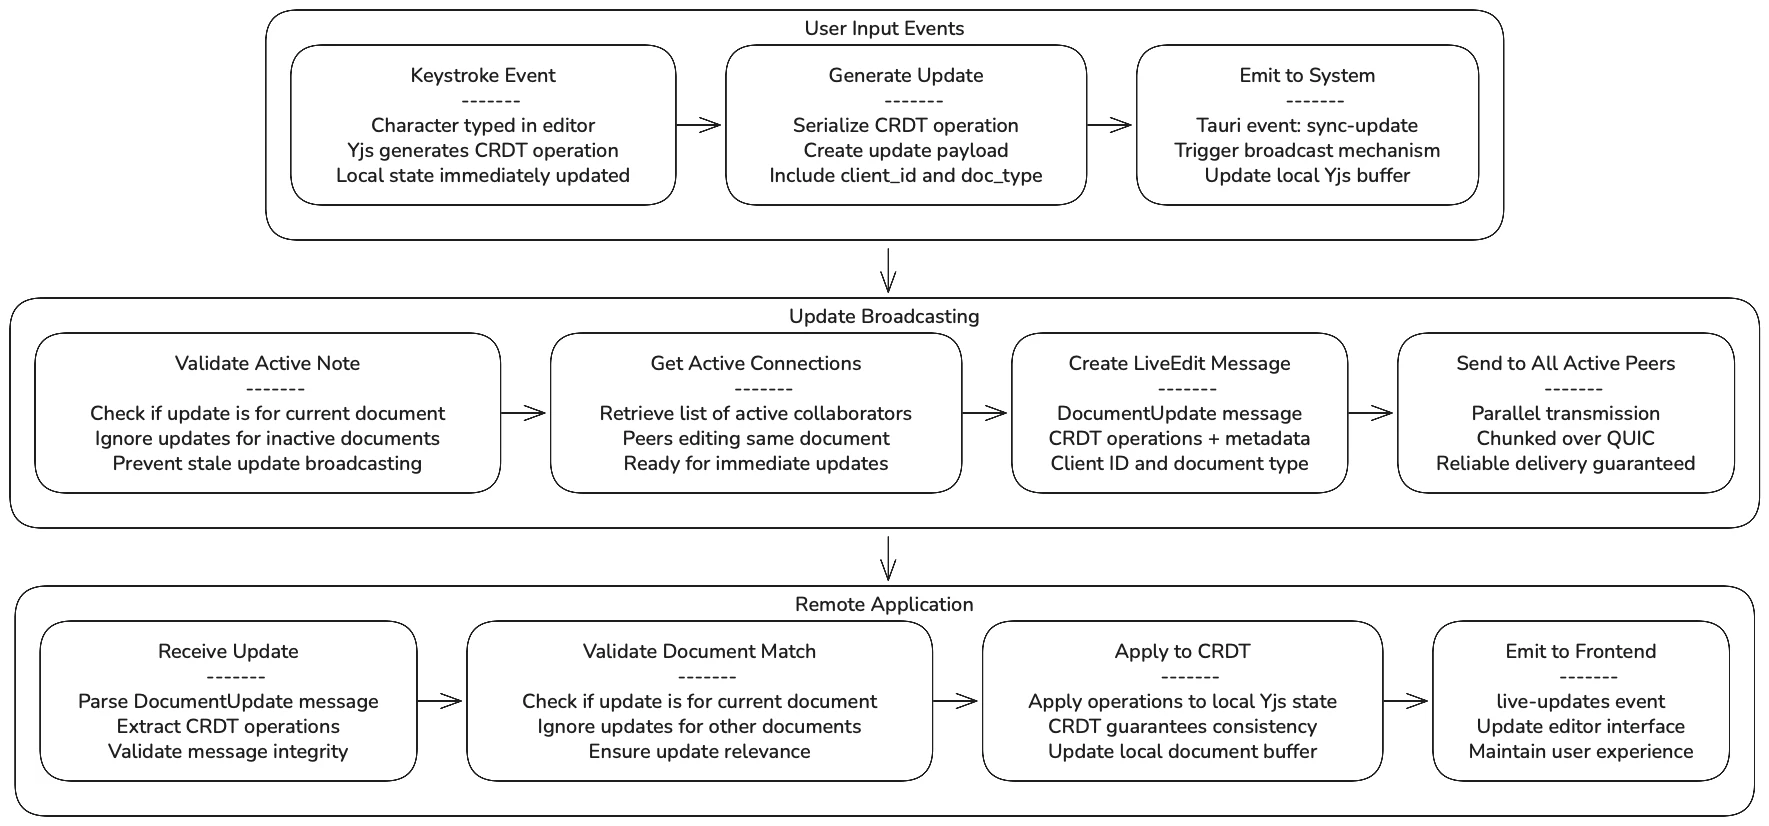 User Input Events
Keystroke Event
-------
Character typed in editor
Yjs generates CRDT operation
Local state immediately updated
Generate Update
-------
Serialize CRDT operation
Create update payload
Include client_id and doc_type
Emit to System
-------
Tauri event: sync-update
Trigger broadcast mechanism
Update local Yjs buffer
Update Broadcasting
Validate Active Note
-------
Check if update is for current document
Ignore updates for inactive documents
Prevent stale update broadcasting
Get Active Connections
-------
Retrieve list of active collaborators
Peers editing same document
Ready for immediate updates
Create LiveEdit Message
-------
DocumentUpdate message
CRDT operations + metadata
Client ID and document type
Send to All Active Peers
-------
Parallel transmission
Chunked over QUIC
Reliable delivery guaranteed
Remote Application
Receive Update
-------
Parse DocumentUpdate message
Extract CRDT operations
Validate message integrity
Validate Document Match
-------
Check if update is for current document
Ignore updates for other documents
Ensure update relevance
Apply to CRDT
-------
Apply operations to local Yjs state
CRDT guarantees consistency
Update local document buffer
Emit to Frontend
-------
live-updates event
Update editor interface
Maintain user experience